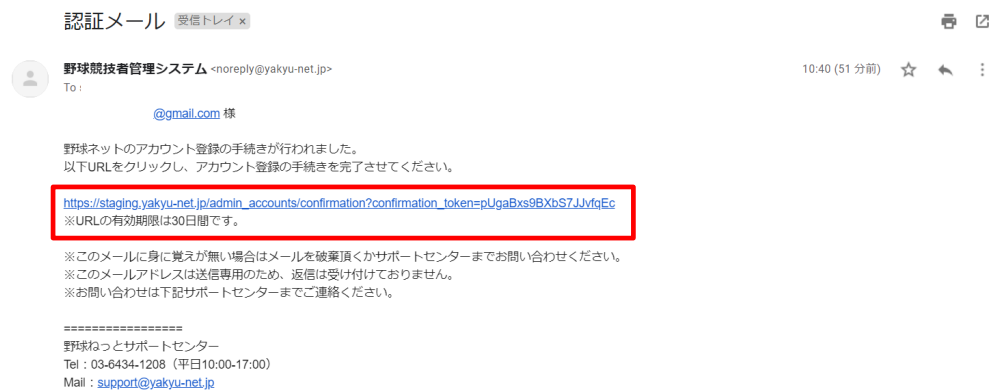 認証メール 受信トレイ ×
野球競技者管理システム <noreply@yakyu-net.jp> 10:40 (51 分前)
To :
@gmail.com 様
野球ネットのアカウント登録の手続きが行われました。
以下URLをクリックし、アカウント登録の手続きを完了させてください。
https://staging.yakyu-net.jp/admin_accounts/confirmation?confirmation_token=pUgaBxs9BXbS7JJvfqEc
※URLの有効期限は30日間です。
※このメールに身に覚えが無い場合はメールを破棄頂くかサポートセンターまでお問い合わせください。
※このメールアドレスは送信専用のため、返信は受け付けておりません。
※お問い合わせは下記サポートセンターまでご連絡ください。
=================
野球ねっとサポートセンター
Tel：03-6434-1208（平日10:00-17:00）
Mail：support@yakyu-net.jp